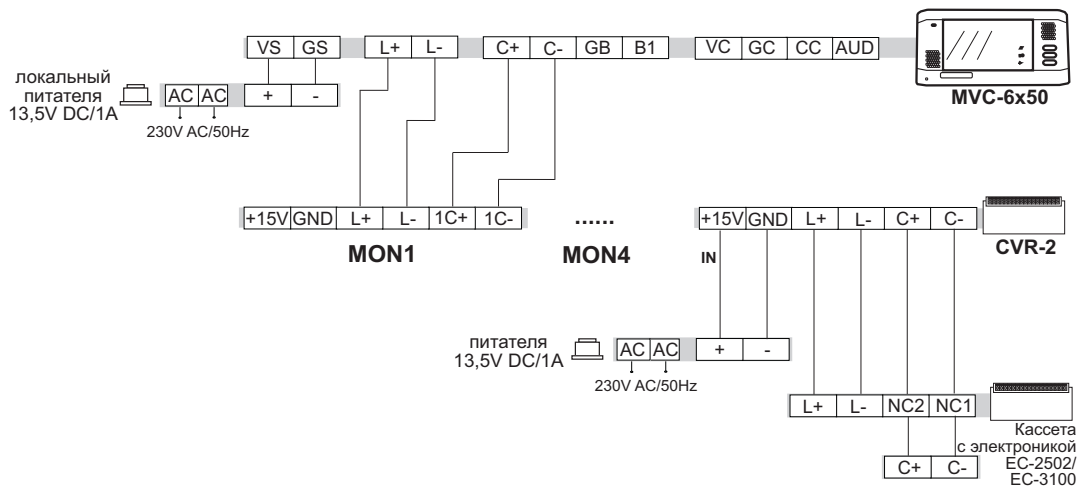 VS GS L+ L- C+ C- GB B1 VC GC CC AUD
MVC-6x50
локальный
питателя
13,5V DC/1A
AC AC + -
230V AC/50Hz
+15V GND L+ L- 1C+ 1C-
MON1
......
MON4
+15V GND L+ L- C+ C-
CVR-2
IN
питателя
13,5V DC/1A
AC AC + -
230V AC/50Hz
L+ L- NC2 NC1
Кассета
с электроникой
EC-2502/
EC-3100
C+ C-